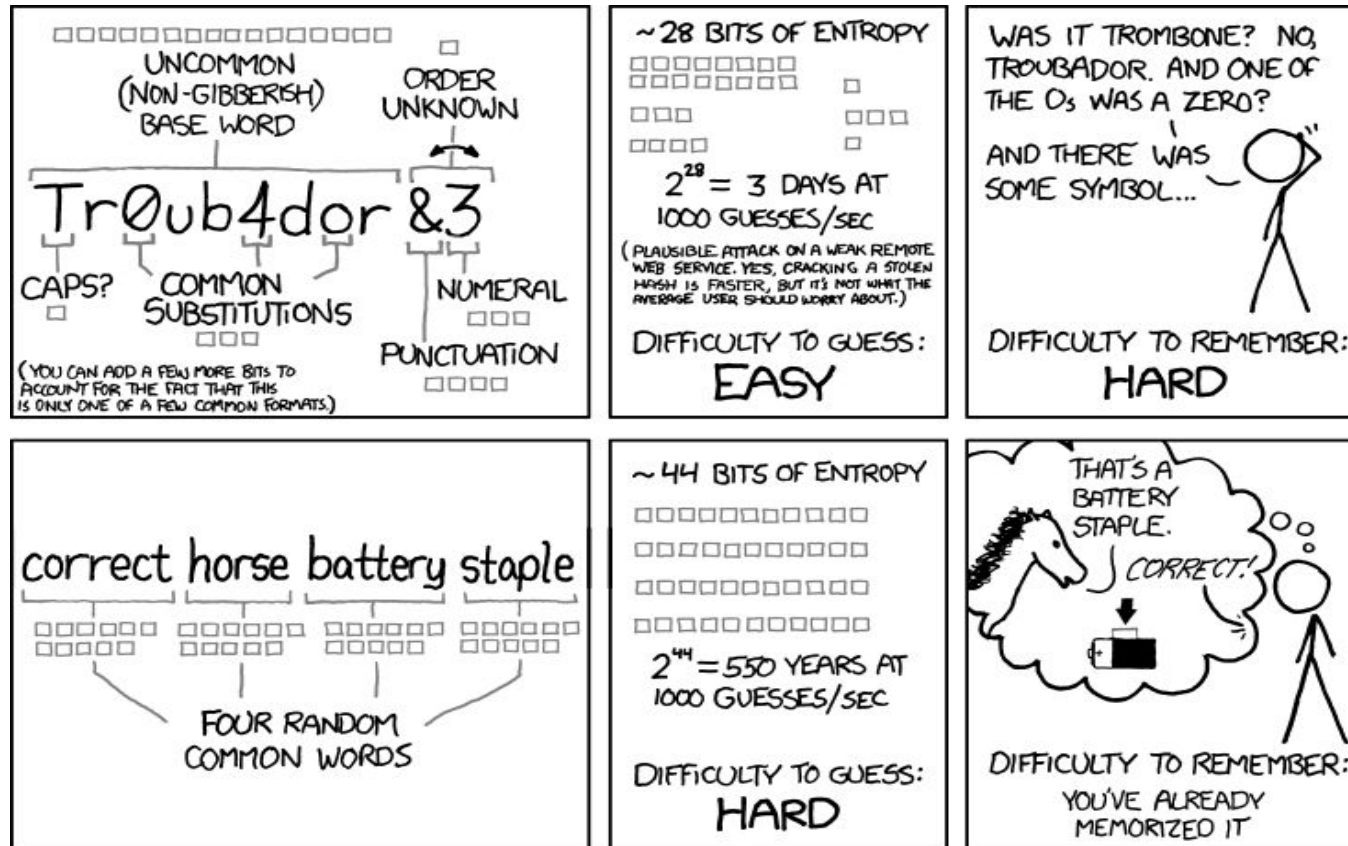 UNCOMMON
(NON-GIBBERISH)
BASE WORD
ORDER
UNKNOWN
Tr0ub4dor &3
CAPS?
COMMON
SUBSTITUTIONS
NUMERAL
PUNCTUATION
(YOU CAN ADD A FEW MORE BITS TO
ACCOUNT FOR THE FACT THAT THIS
IS ONLY ONE OF A FEW COMMON FORMATS.)
~28 BITS OF ENTROPY
2²⁸ = 3 DAYS AT
1000 GUESSES/SEC
(PLAUSIBLE ATTACK ON A WEAK REMOTE
WEB SERVICE. YES, CRACKING A STOLEN
HASH IS FASTER, BUT IT'S NOT WHAT THE
AVERAGE USER SHOULD WORRY ABOUT.)
DIFFICULTY TO GUESS:
EASY
WAS IT TROMBONE? NO,
TROUBADOR. AND ONE OF
THE Os WAS A ZERO?
AND THERE WAS
SOME SYMBOL...
DIFFICULTY TO REMEMBER:
HARD
correct horse battery staple
FOUR RANDOM
COMMON WORDS
~44 BITS OF ENTROPY
2⁴⁴ = 550 YEARS AT
1000 GUESSES/SEC
DIFFICULTY TO GUESS:
HARD
THAT'S A
BATTERY
STAPLE.
CORRECT!
DIFFICULTY TO REMEMBER:
YOU'VE ALREADY
MEMORIZED IT